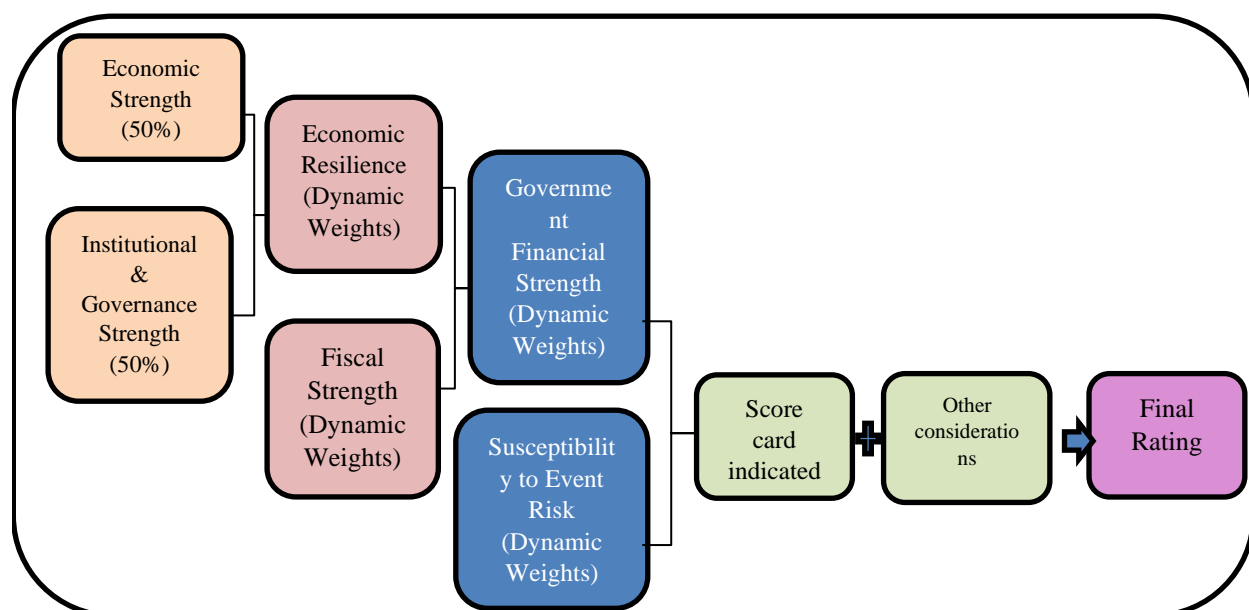 Economic
Strength
(50%)
Institutional
&
Governance
Strength
(50%)
Economic
Resilience
(Dynamic
Weights)
Fiscal
Strength
(Dynamic
Weights)
Governme
nt
Financial
Strength
(Dynamic
Weights)
Susceptibilit
y to Event
Risk
(Dynamic
Weights)
Score
card
indicated
Other
consideratio
ns
Final
Rating